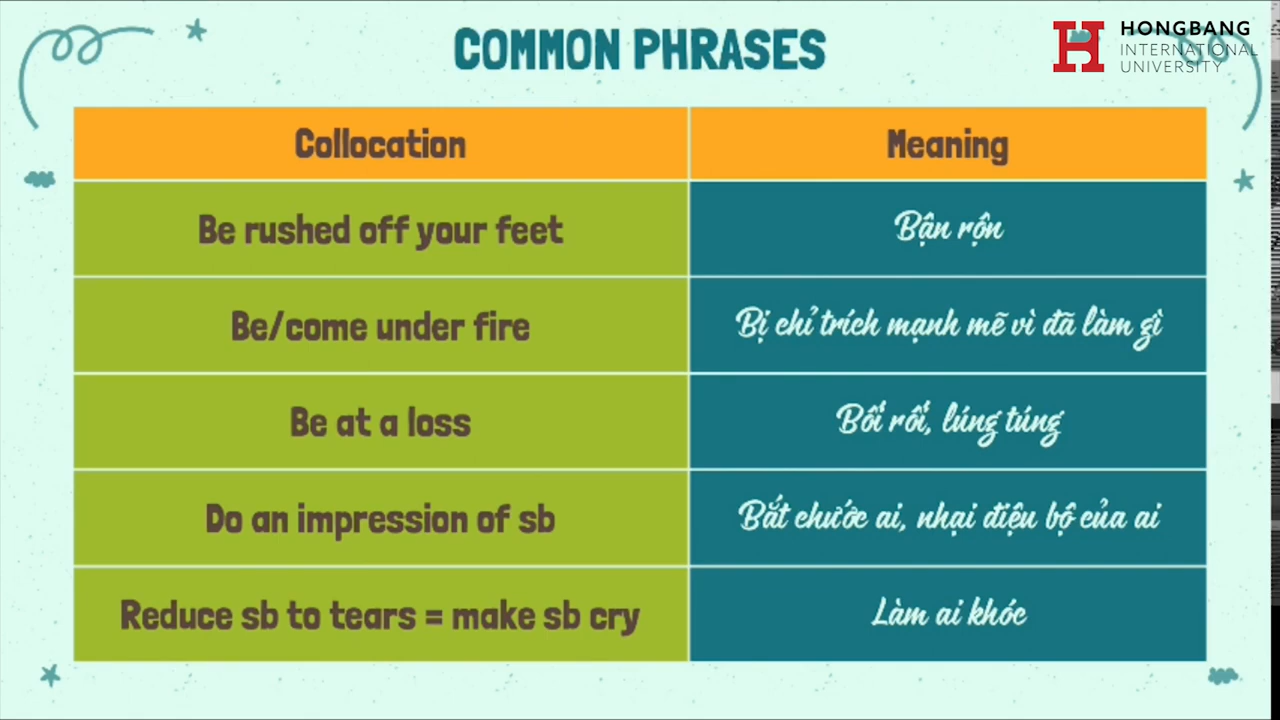 COMMON PHRASES
HONGBANG
INTERNATIONAL
UNIVERSITY
Collocation
Meaning
Be rushed off your feet
Bận rộn
Be/come under fire
Bị chỉ trích mạnh mẽ vì đã làm gì
Be at a loss
Bối rối, lúng túng
Do an impression of sb
Bắt chước ai, nhại điệu bộ của ai
Reduce sb to tears = make sb cry
Làm ai khóc